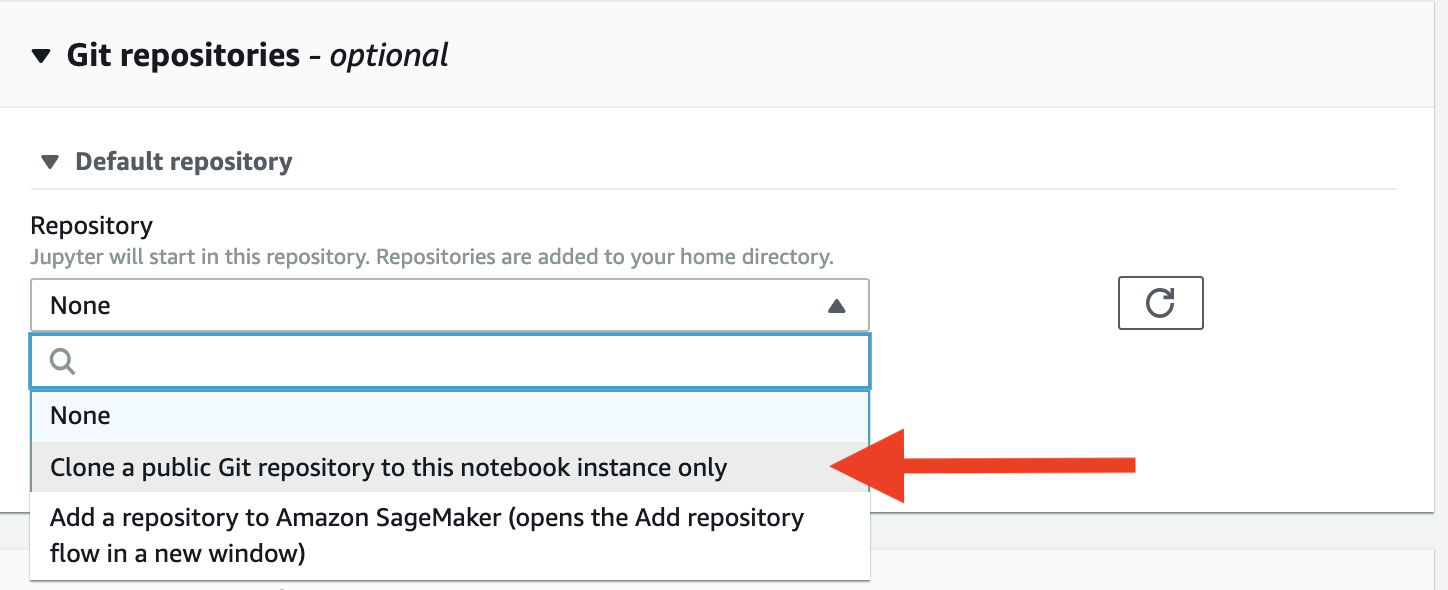 Git repositories - optional
Default repository
Repository
Jupyter will start in this repository. Repositories are added to your home directory.
None
None
Clone a public Git repository to this notebook instance only
Add a repository to Amazon SageMaker (opens the Add repository
flow in a new window)